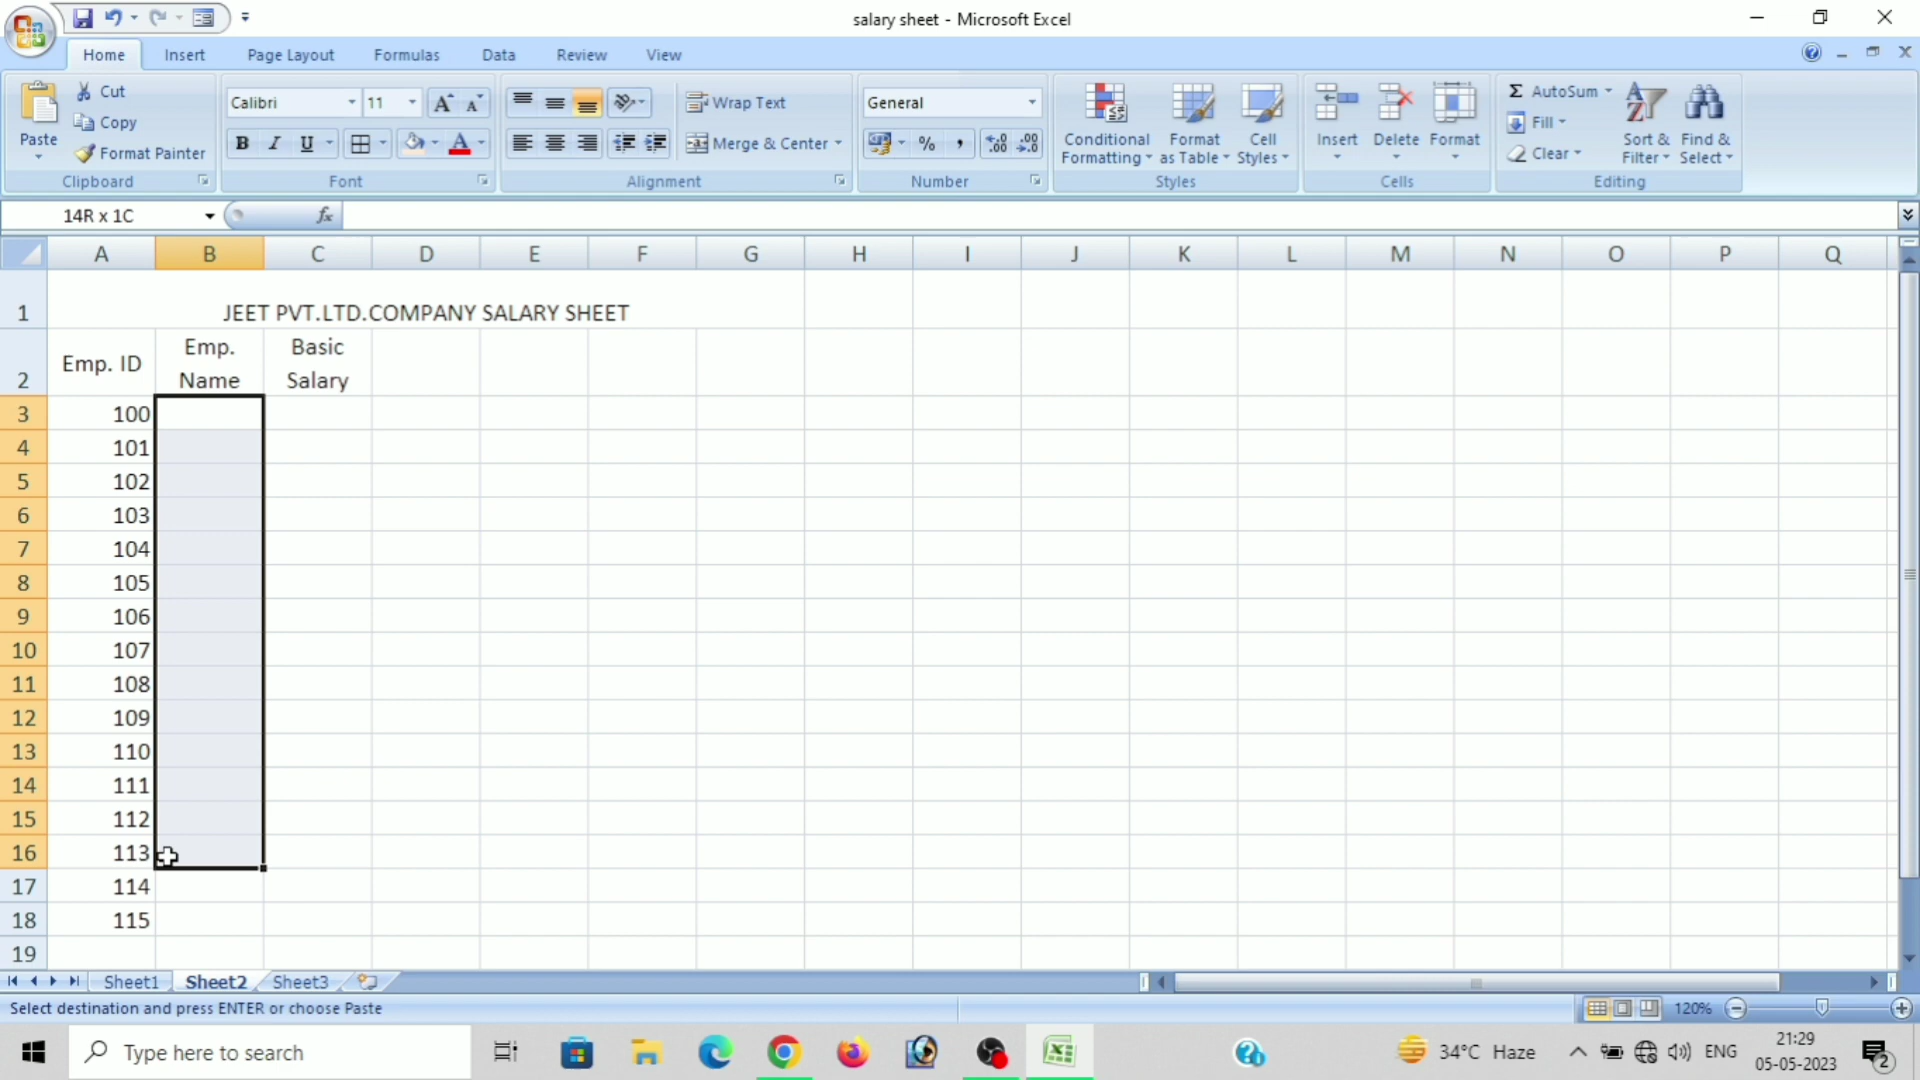 salary sheet - Microsoft Excel
Home Insert Page Layout Formulas Data Review View
Paste
Cut
Copy
Format Painter
Clipboard
Calibri 11
B I U A
Font
Wrap Text
Merge & Center
Alignment
General
%
Number
Conditional Formatting
Format as Table
Cell Styles
Styles
Insert Delete Format
Cells
Σ AutoSum
Fill
Clear
Sort & Filter
Find & Select
Editing
14R x 1C fx
A B C D E F G H I J K L M N O P Q
1 JEET PVT.LTD.COMPANY SALARY SHEET
2 Emp. ID Emp. Name Basic Salary
3 100
4 101
5 102
6 103
7 104
8 105
9 106
10 107
11 108
12 109
13 110
14 111
15 112
16 113
17 114
18 115
19
Sheet1 Sheet2 Sheet3
Select destination and press ENTER or choose Paste 120%
Type here to search 34°C Haze ENG 21:29
05-05-2023 2